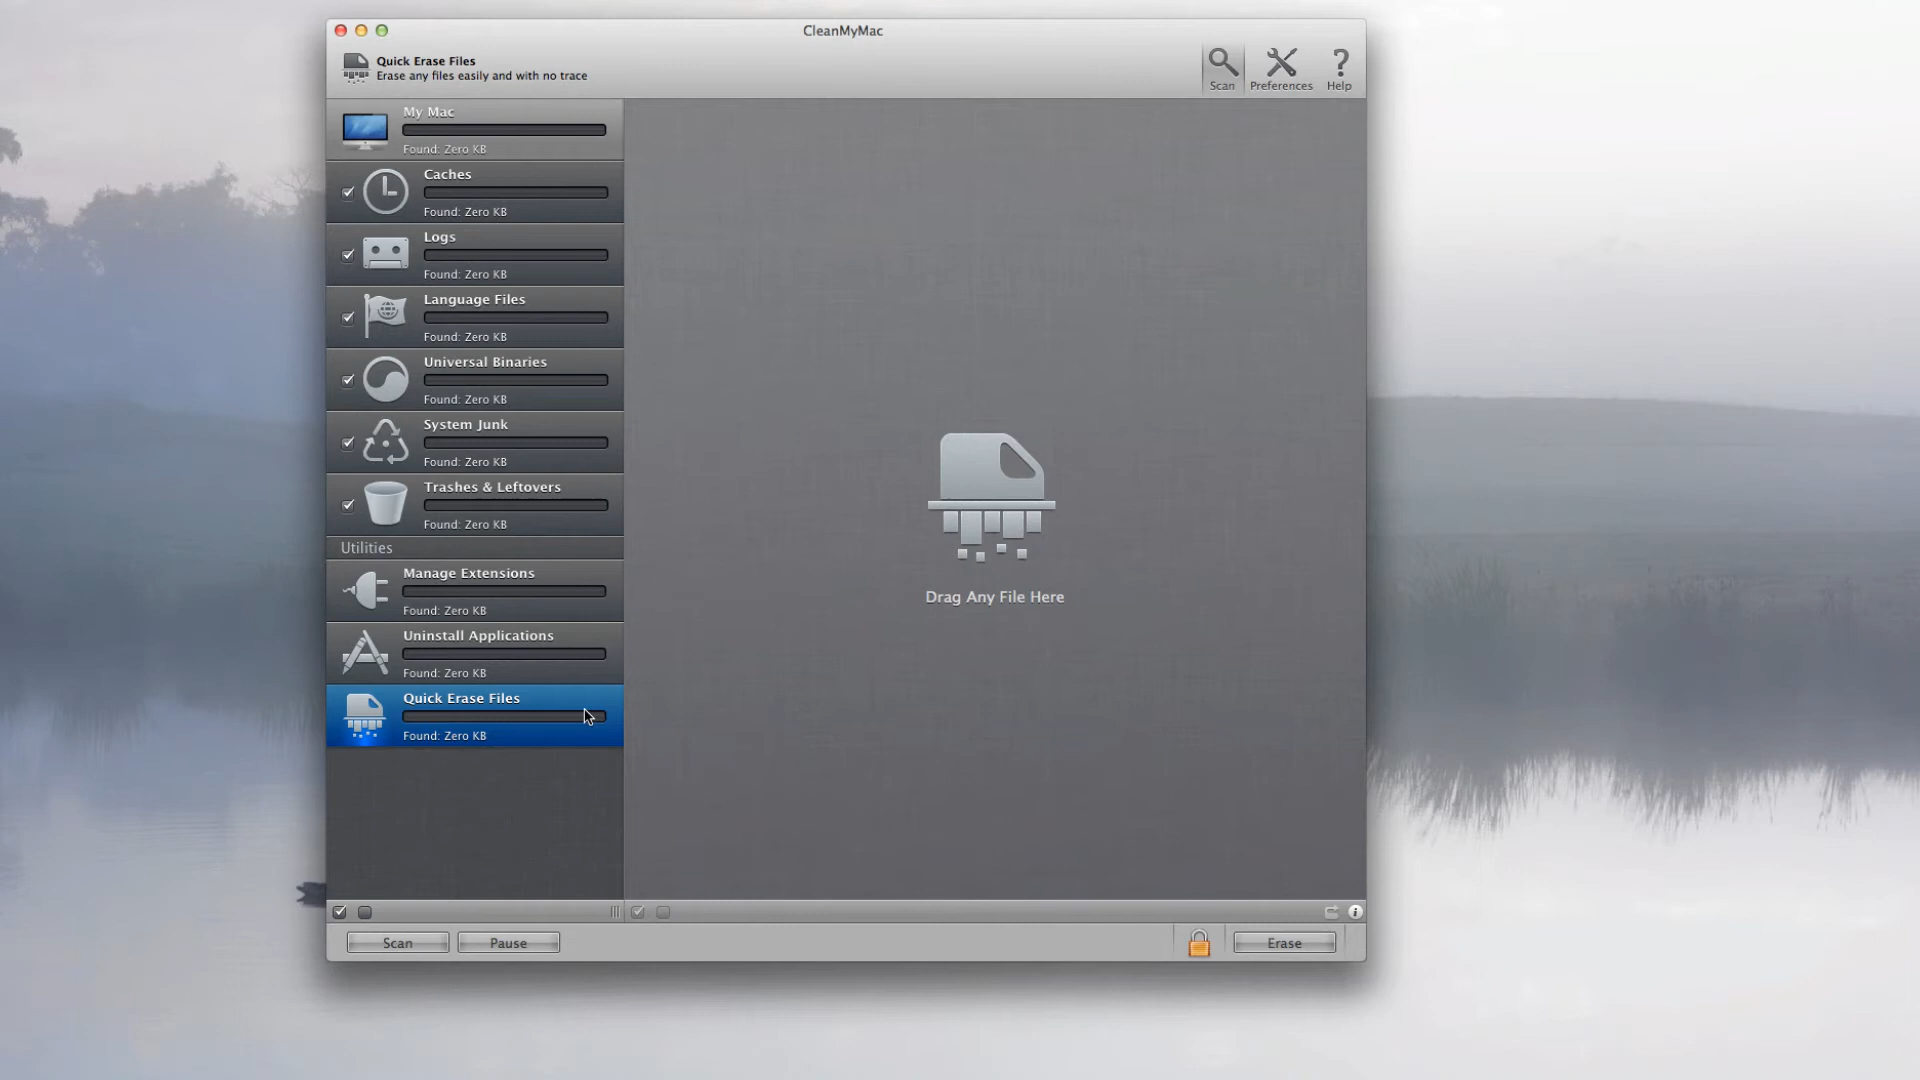 CleanMyMac
Quick Erase Files
Erase any files easily and with no trace
Scan
Preferences
Help
My Mac
Found: Zero KB
Caches
Found: Zero KB
Logs
Found: Zero KB
Language Files
Found: Zero KB
Universal Binaries
Found: Zero KB
System Junk
Found: Zero KB
Trashes & Leftovers
Found: Zero KB
Utilities
Manage Extensions
Found: Zero KB
Uninstall Applications
Found: Zero KB
Quick Erase Files
Found: Zero KB
Drag Any File Here
Scan
Pause
Erase